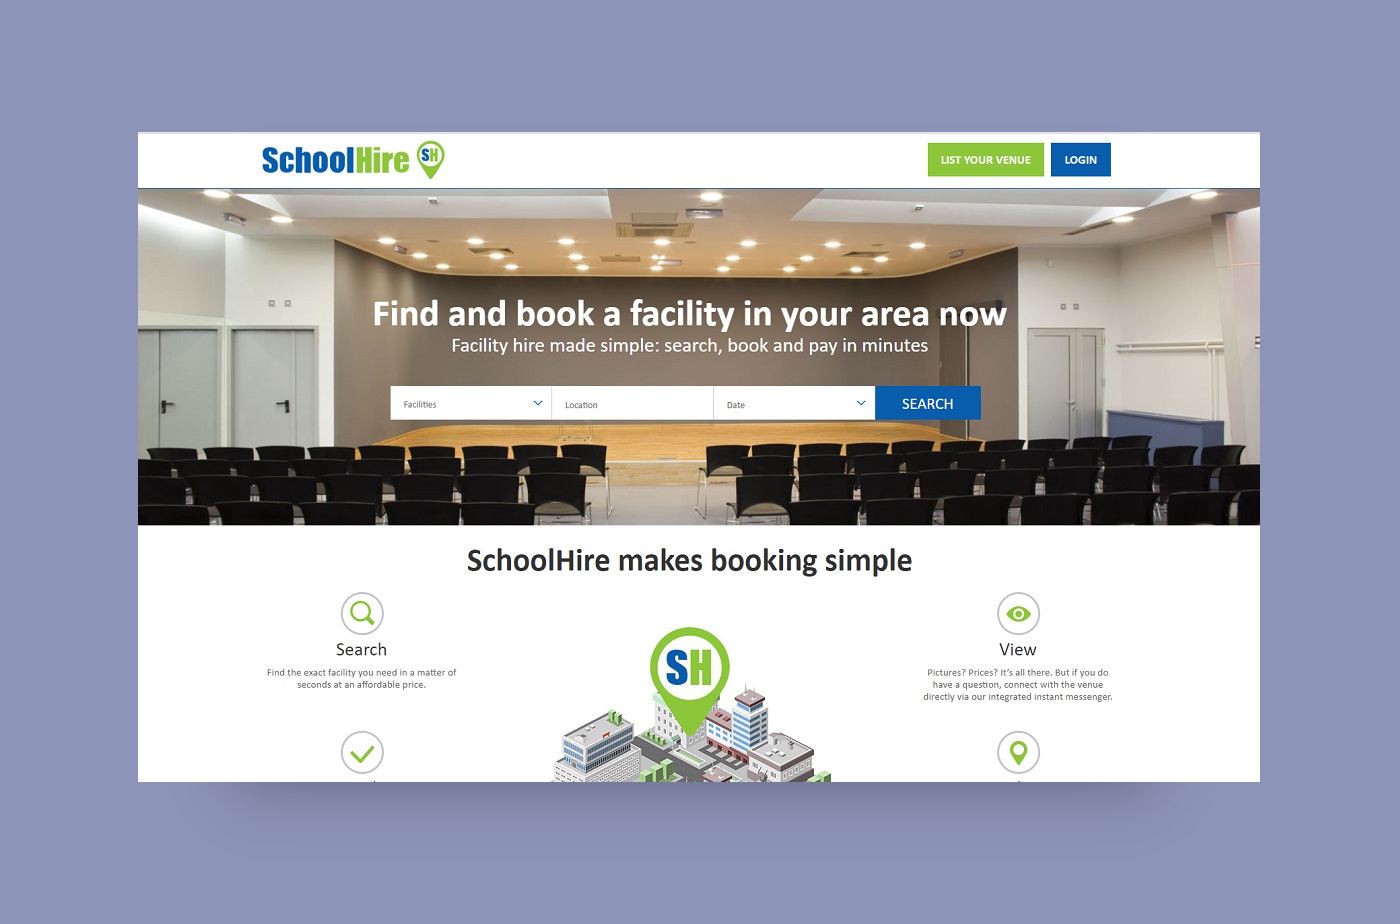 SchoolHire SH
LIST YOUR VENUE
LOGIN
Find and book a facility in your area now
Facility hire made simple: search, book and pay in minutes
Facilities
Location
Date
SEARCH
SchoolHire makes booking simple
Search
Find the exact facility you need in a matter of
seconds at an affordable price.
SH
View
Pictures? Prices? It's all there. But if you do
have a question, connect with the venue
directly via our integrated instant messenger.